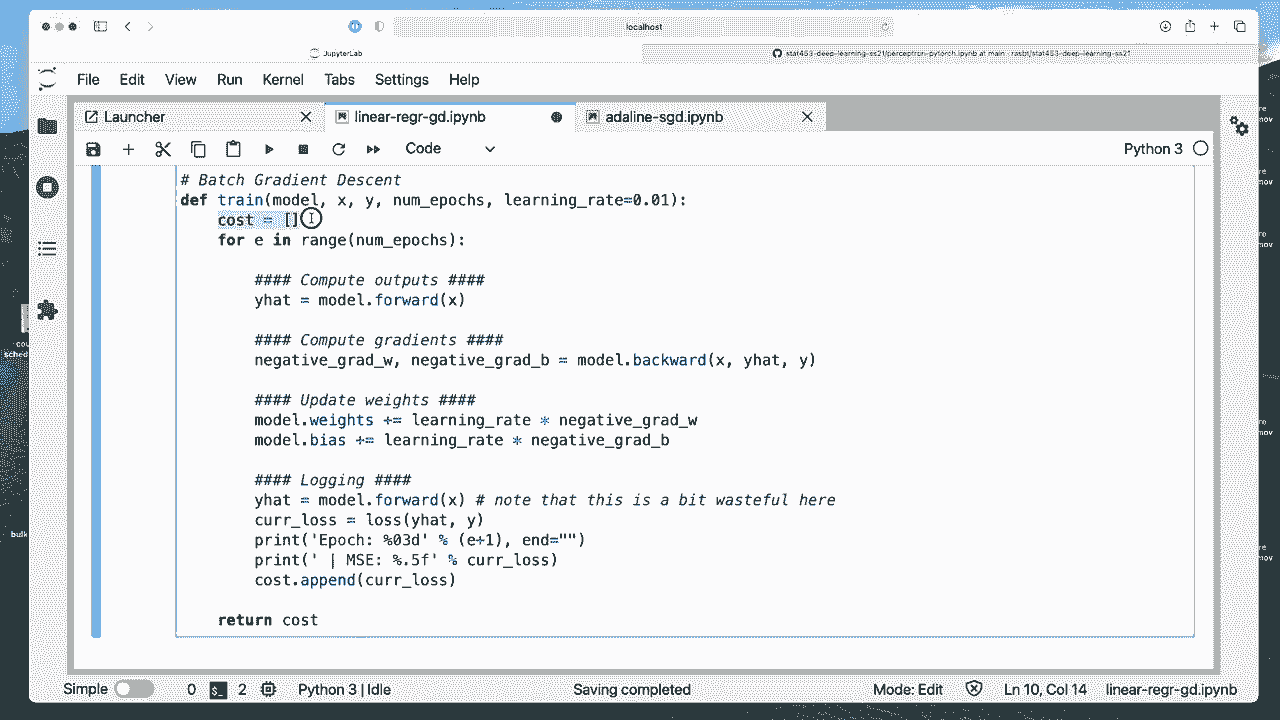 localhost
JupyterLab
stat453-deep-learning-ss21/perceptron-pytorch.ipynb at main · rasbt/stat453-deep-learning-ss21
File Edit View Run Kernel Tabs Settings Help
Launcher
linear-regr-gd.ipynb
adaline-sgd.ipynb
Code
Python 3
# Batch Gradient Descent
def train(model, x, y, num_epochs, learning_rate=0.01):
cost = []
for e in range(num_epochs):
#### Compute outputs ####
yhat = model.forward(x)
#### Compute gradients ####
negative_grad_w, negative_grad_b = model.backward(x, yhat, y)
#### Update weights ####
model.weights += learning_rate * negative_grad_w
model.bias += learning_rate * negative_grad_b
#### Logging ####
yhat = model.forward(x) # note that this is a bit wasteful here
curr_loss = loss(yhat, y)
print('Epoch: %03d' % (e+1), end="")
print(' | MSE: %.5f' % curr_loss)
cost.append(curr_loss)
return cost
Simple 0 $_ 2 Python 3 | Idle Saving completed Mode: Edit Ln 10, Col 14 linear-regr-gd.ipynb